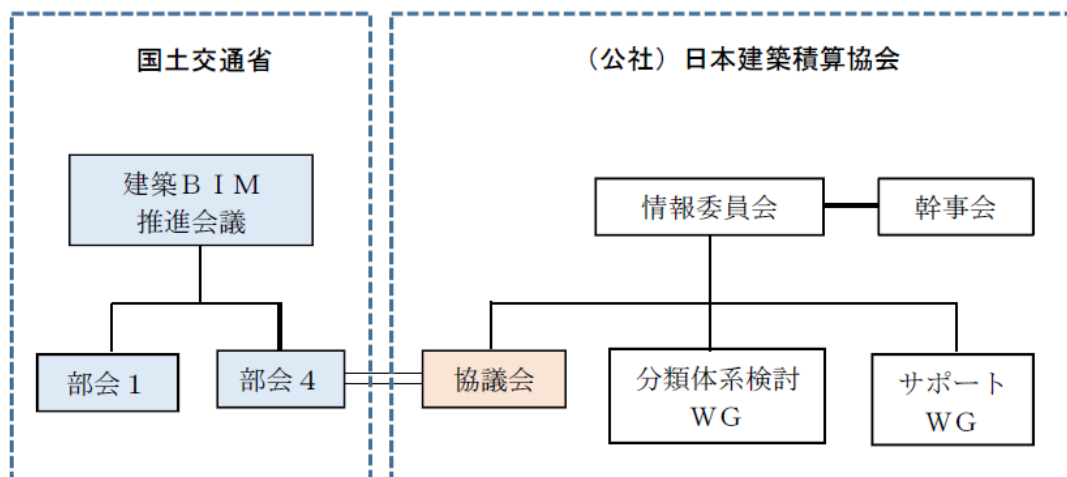 国土交通省
(公社)日本建築積算協会
建築BIM
推進会議
情報委員会
幹事会
部会1
部会4
協議会
分類体系検討
WG
サポート
WG